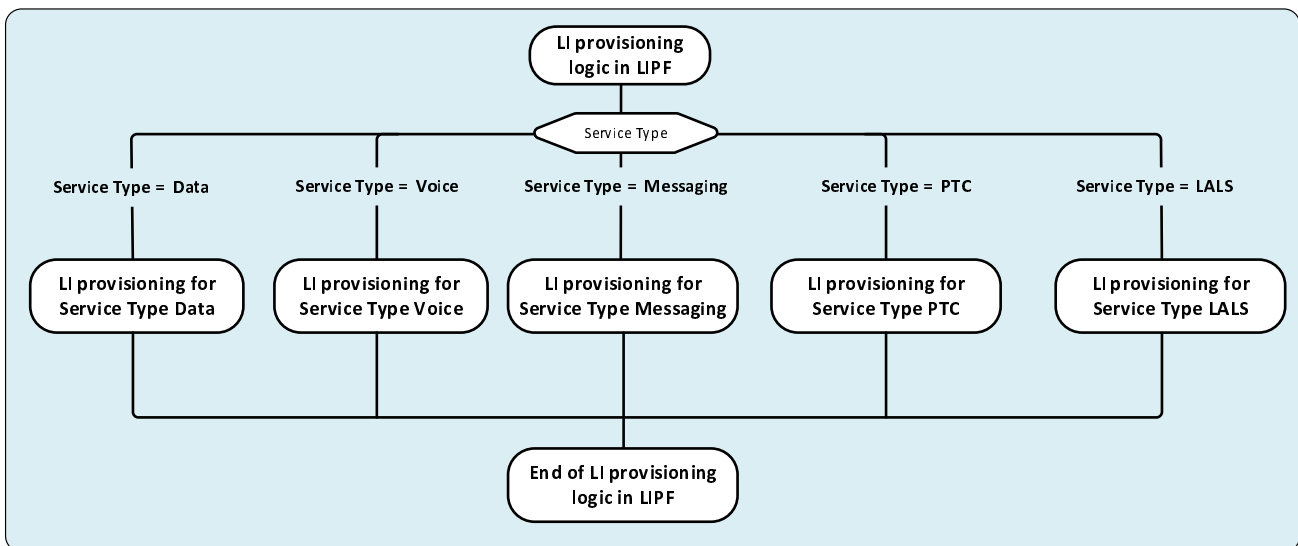 LI provisioning
logic in LIPF
Service Type
Service Type = Data
Service Type = Voice
Service Type = Messaging
Service Type = PTC
Service Type = LALS
LI provisioning for
Service Type Data
LI provisioning for
Service Type Voice
LI provisioning for
Service Type Messaging
LI provisioning for
Service Type PTC
LI provisioning for
Service Type LALS
End of LI provisioning
logic in LIPF